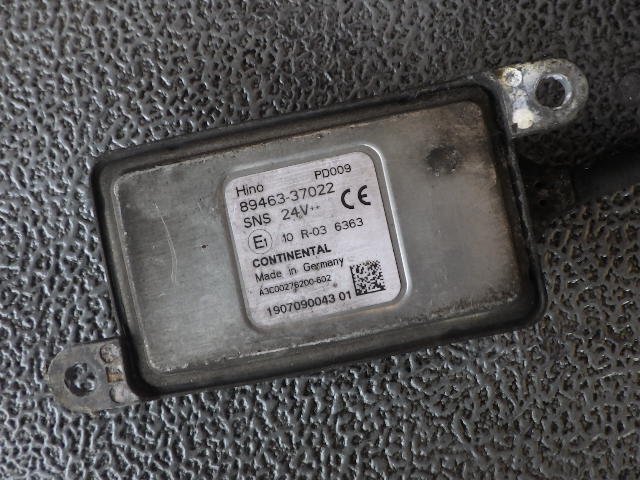 Hino PD009
89463-37022
SNS 24V⎓ CE
E1 10 R-03 6363
CONTINENTAL
Made in Germany
A3C00276200-602
1907090043 01